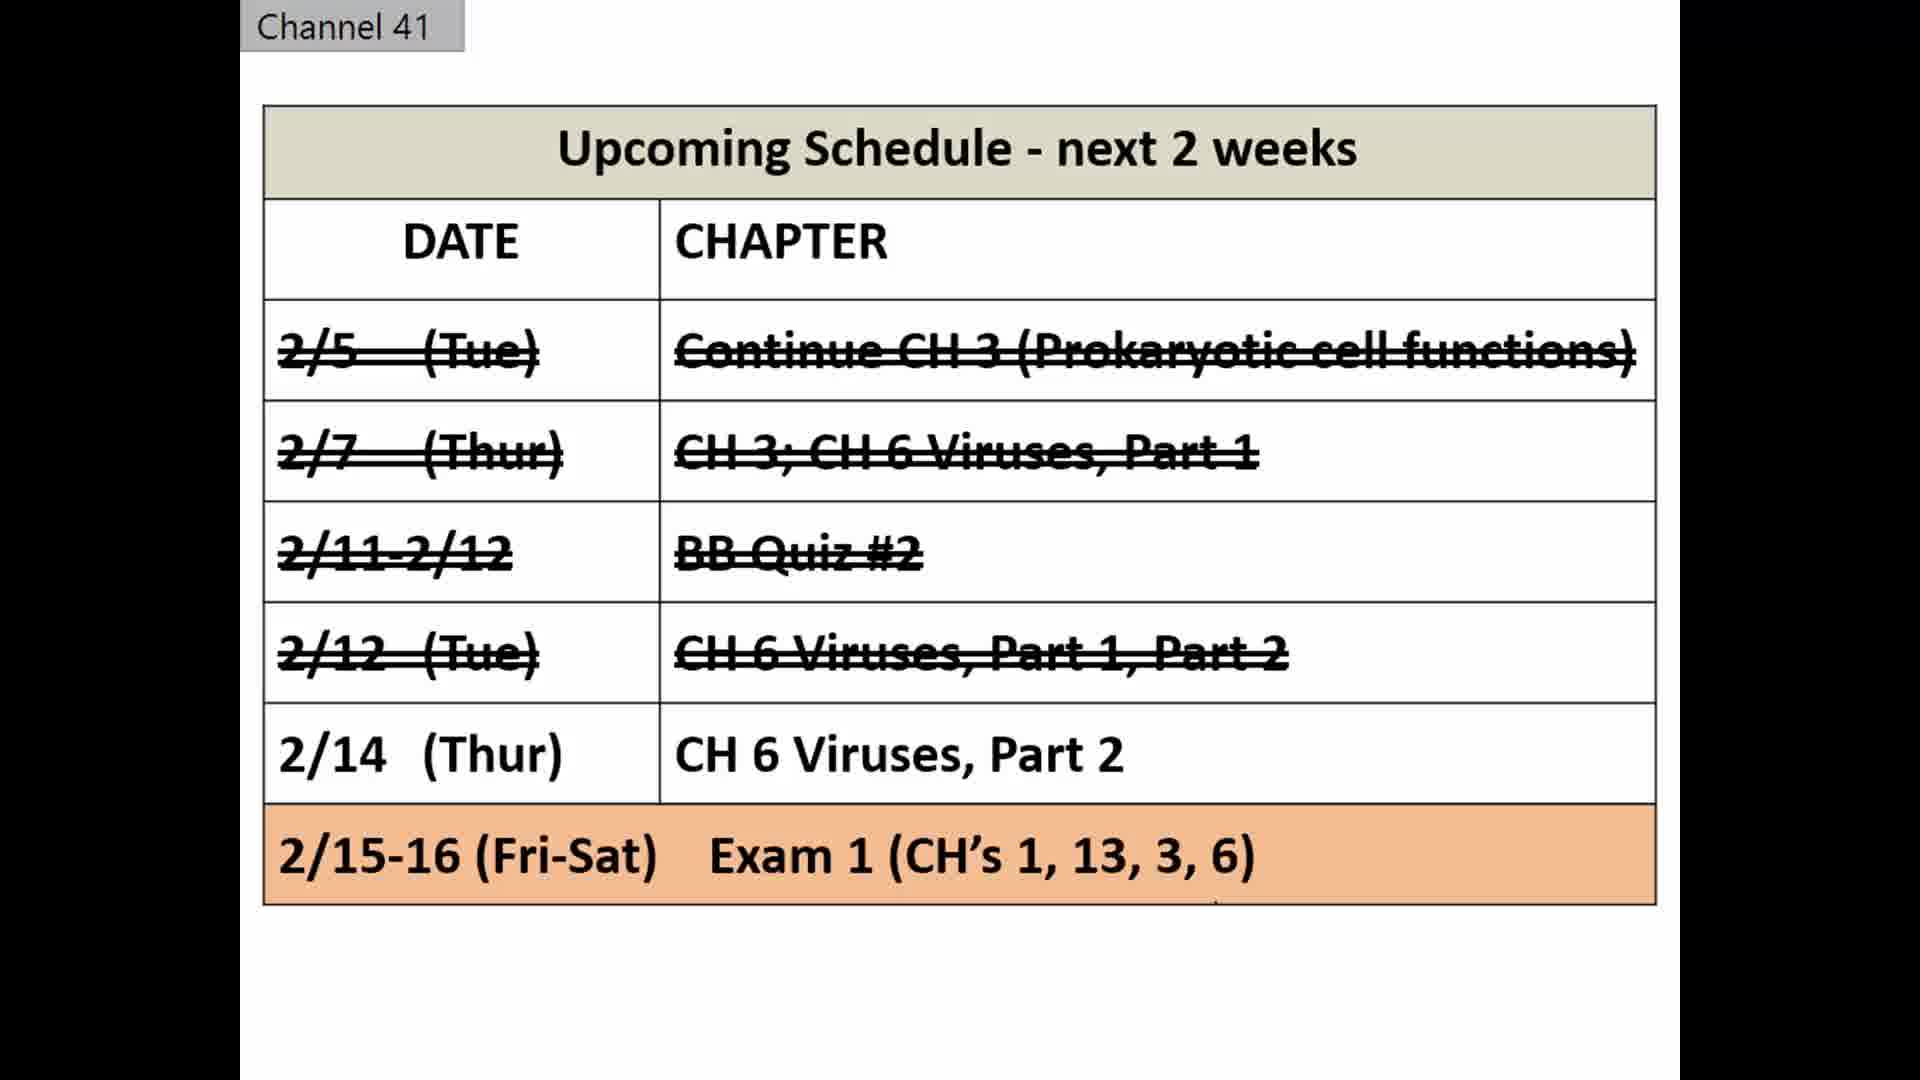 Channel 41
Upcoming Schedule - next 2 weeks
DATE CHAPTER
2/5 (Tue) Continue CH 3 (Prokaryotic cell functions)
2/7 (Thur) CH 3; CH 6 Viruses, Part 1
2/11-2/12 BB Quiz #2
2/12 (Tue) CH 6 Viruses, Part 1, Part 2
2/14 (Thur) CH 6 Viruses, Part 2
2/15-16 (Fri-Sat) Exam 1 (CH’s 1, 13, 3, 6)